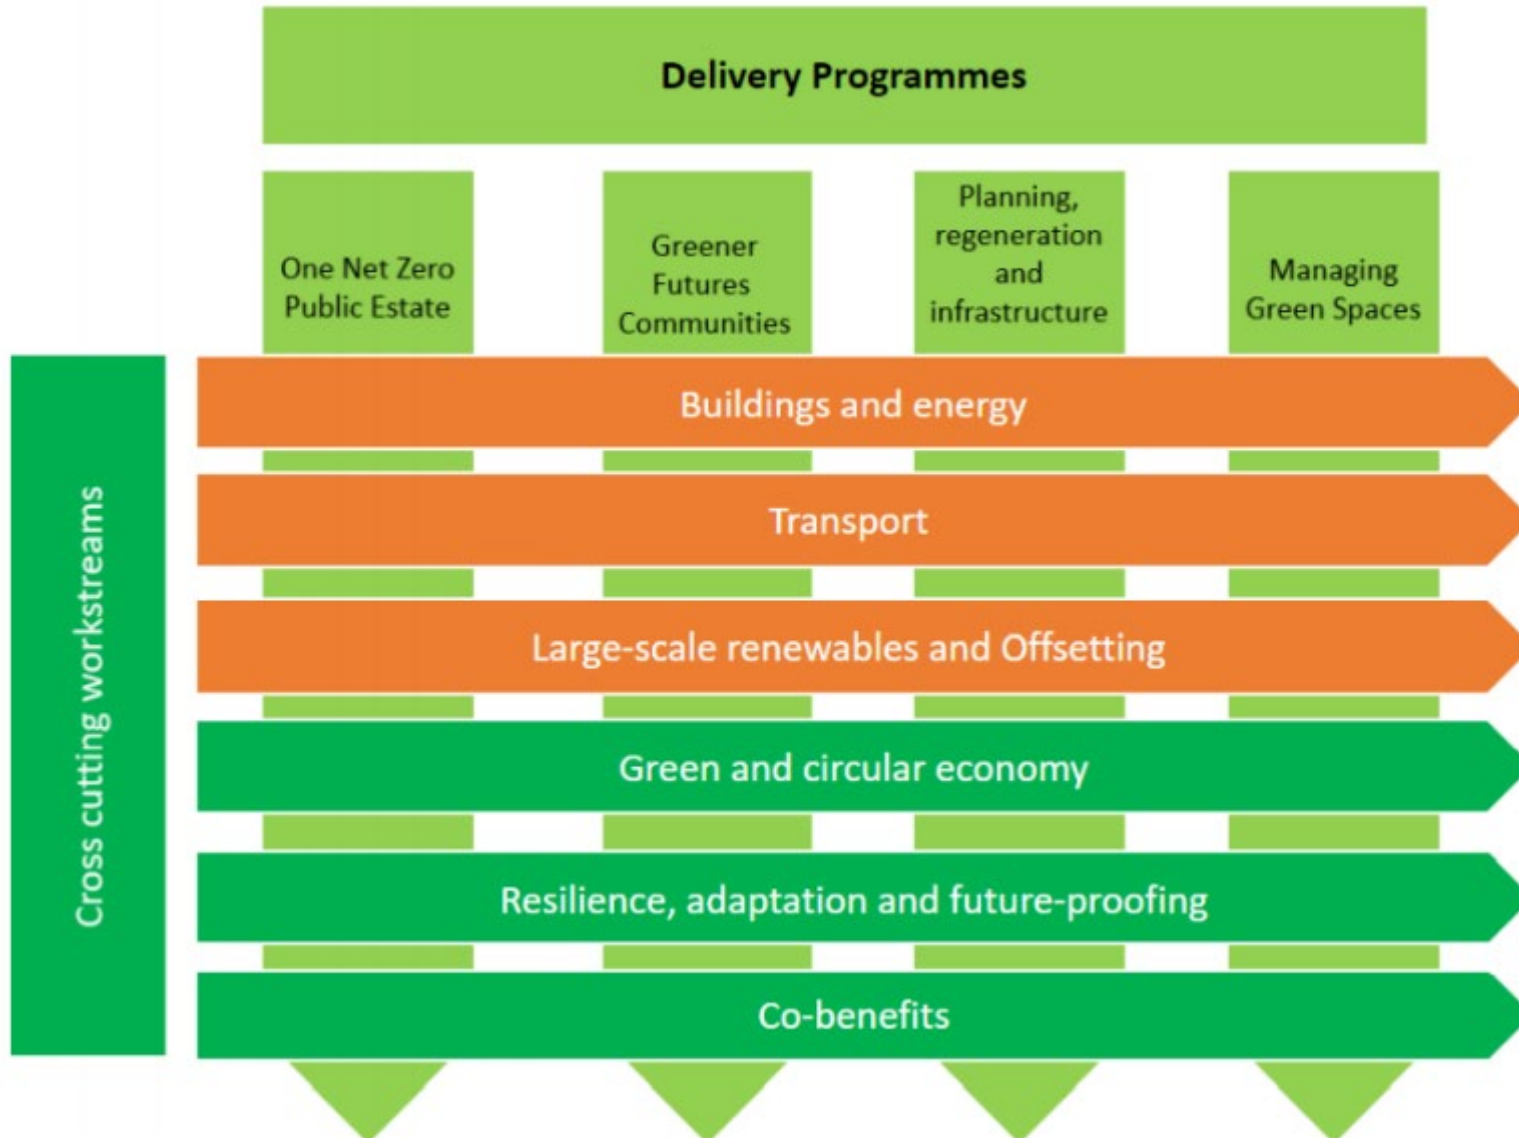 Delivery Programmes
One Net Zero
Public Estate
Greener
Futures
Communities
Planning,
regeneration
and
infrastructure
Managing
Green Spaces
Cross cutting workstreams
Buildings and energy
Transport
Large-scale renewables and Offsetting
Green and circular economy
Resilience, adaptation and future-proofing
Co-benefits